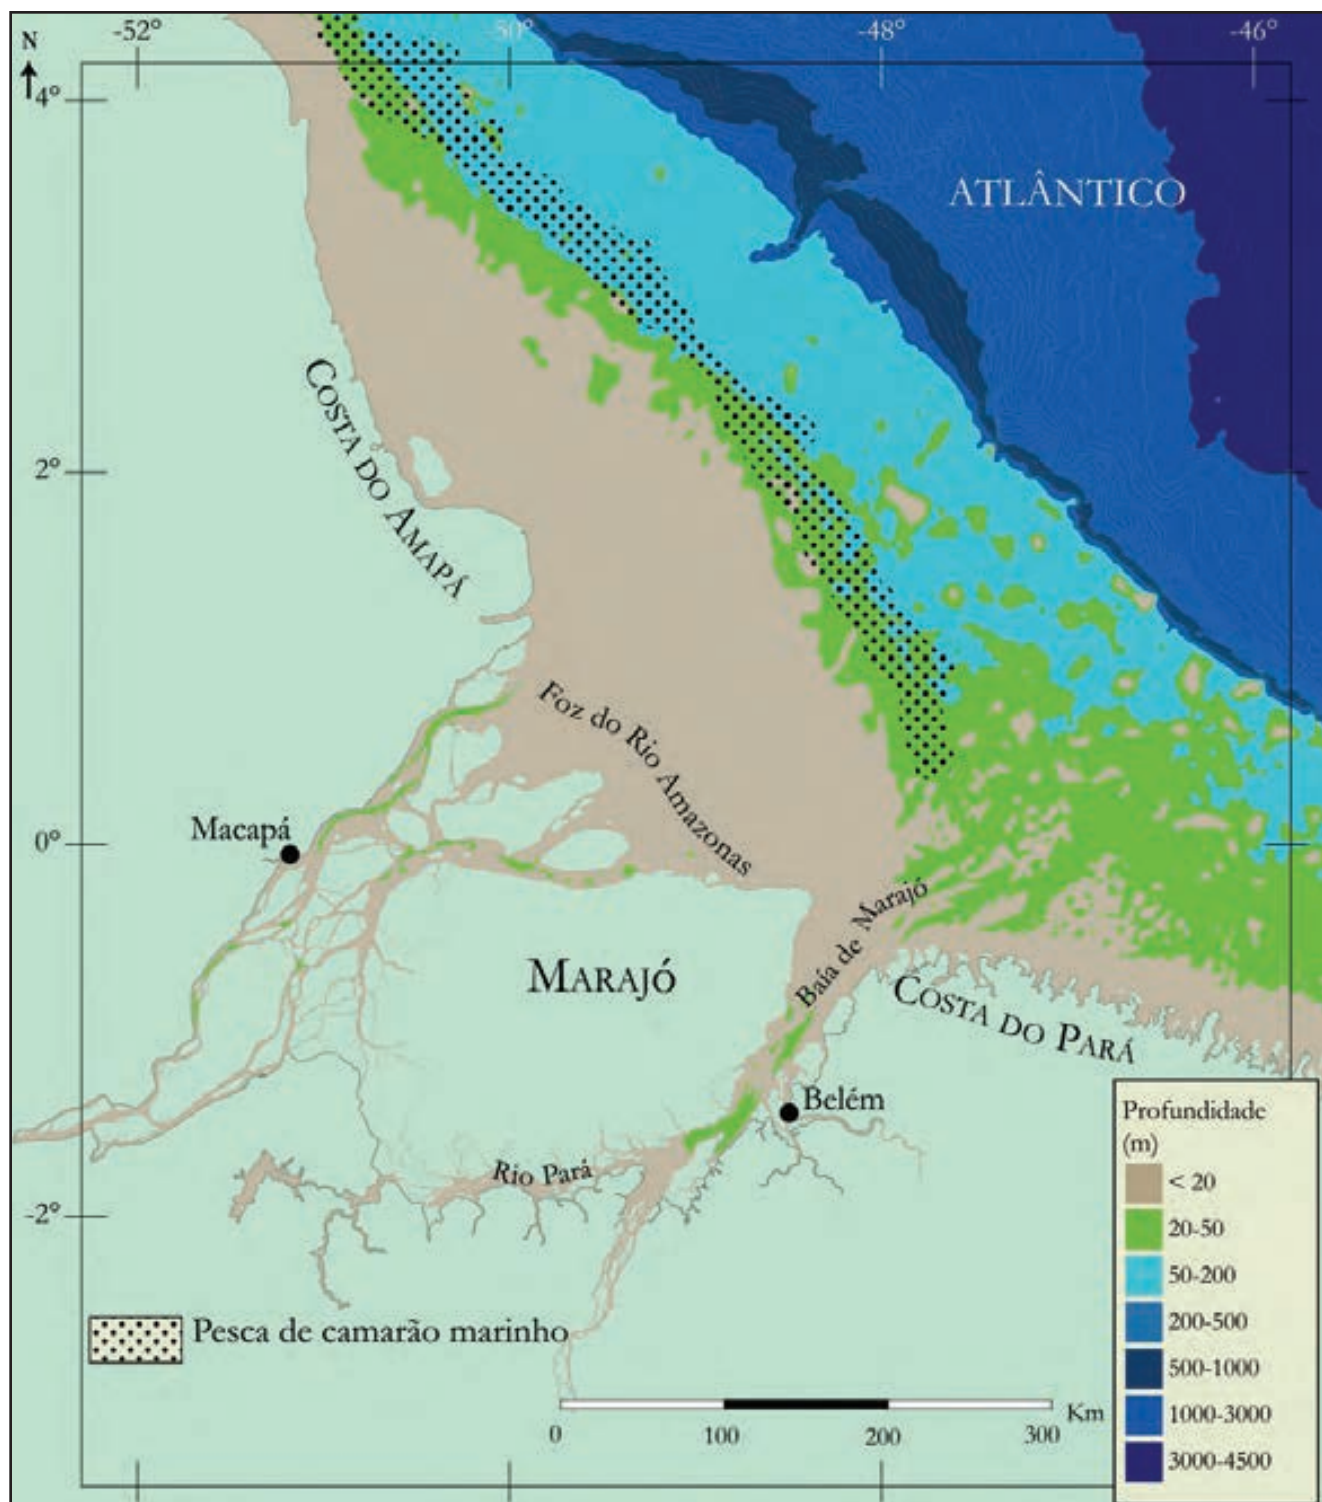 -52°
-50°
-48°
-46°
N
4°
ATLÂNTICO
COSTA DO AMAPÁ
2°
Foz do Rio Amazonas
Macapá
0°
Baía de Marajó
MARAJÓ
COSTA DO PARÁ
Belém
Rio Pará
-2°
Pesca de camarão marinho
0
100
200
300
Km
Profundidade
(m)
< 20
20-50
50-200
200-500
500-1000
1000-3000
3000-4500